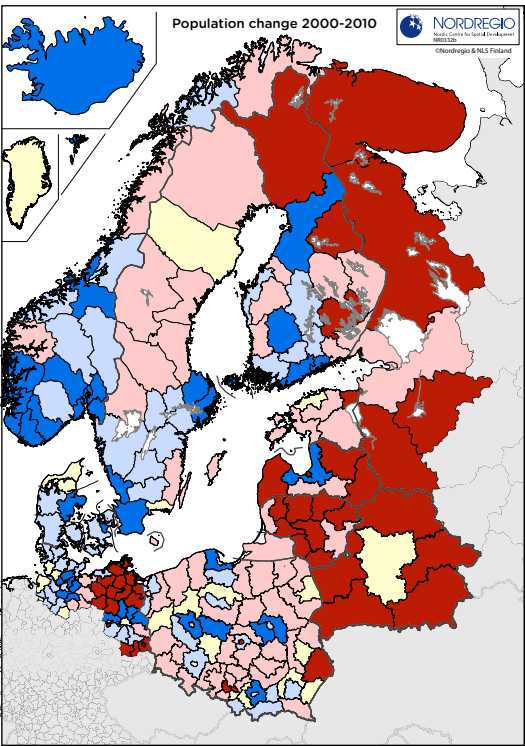 Population change 2000-2010
NORDREGIO
Nordic Centre for Spatial Development
NR0332b
©Nordregio & NLS Finland